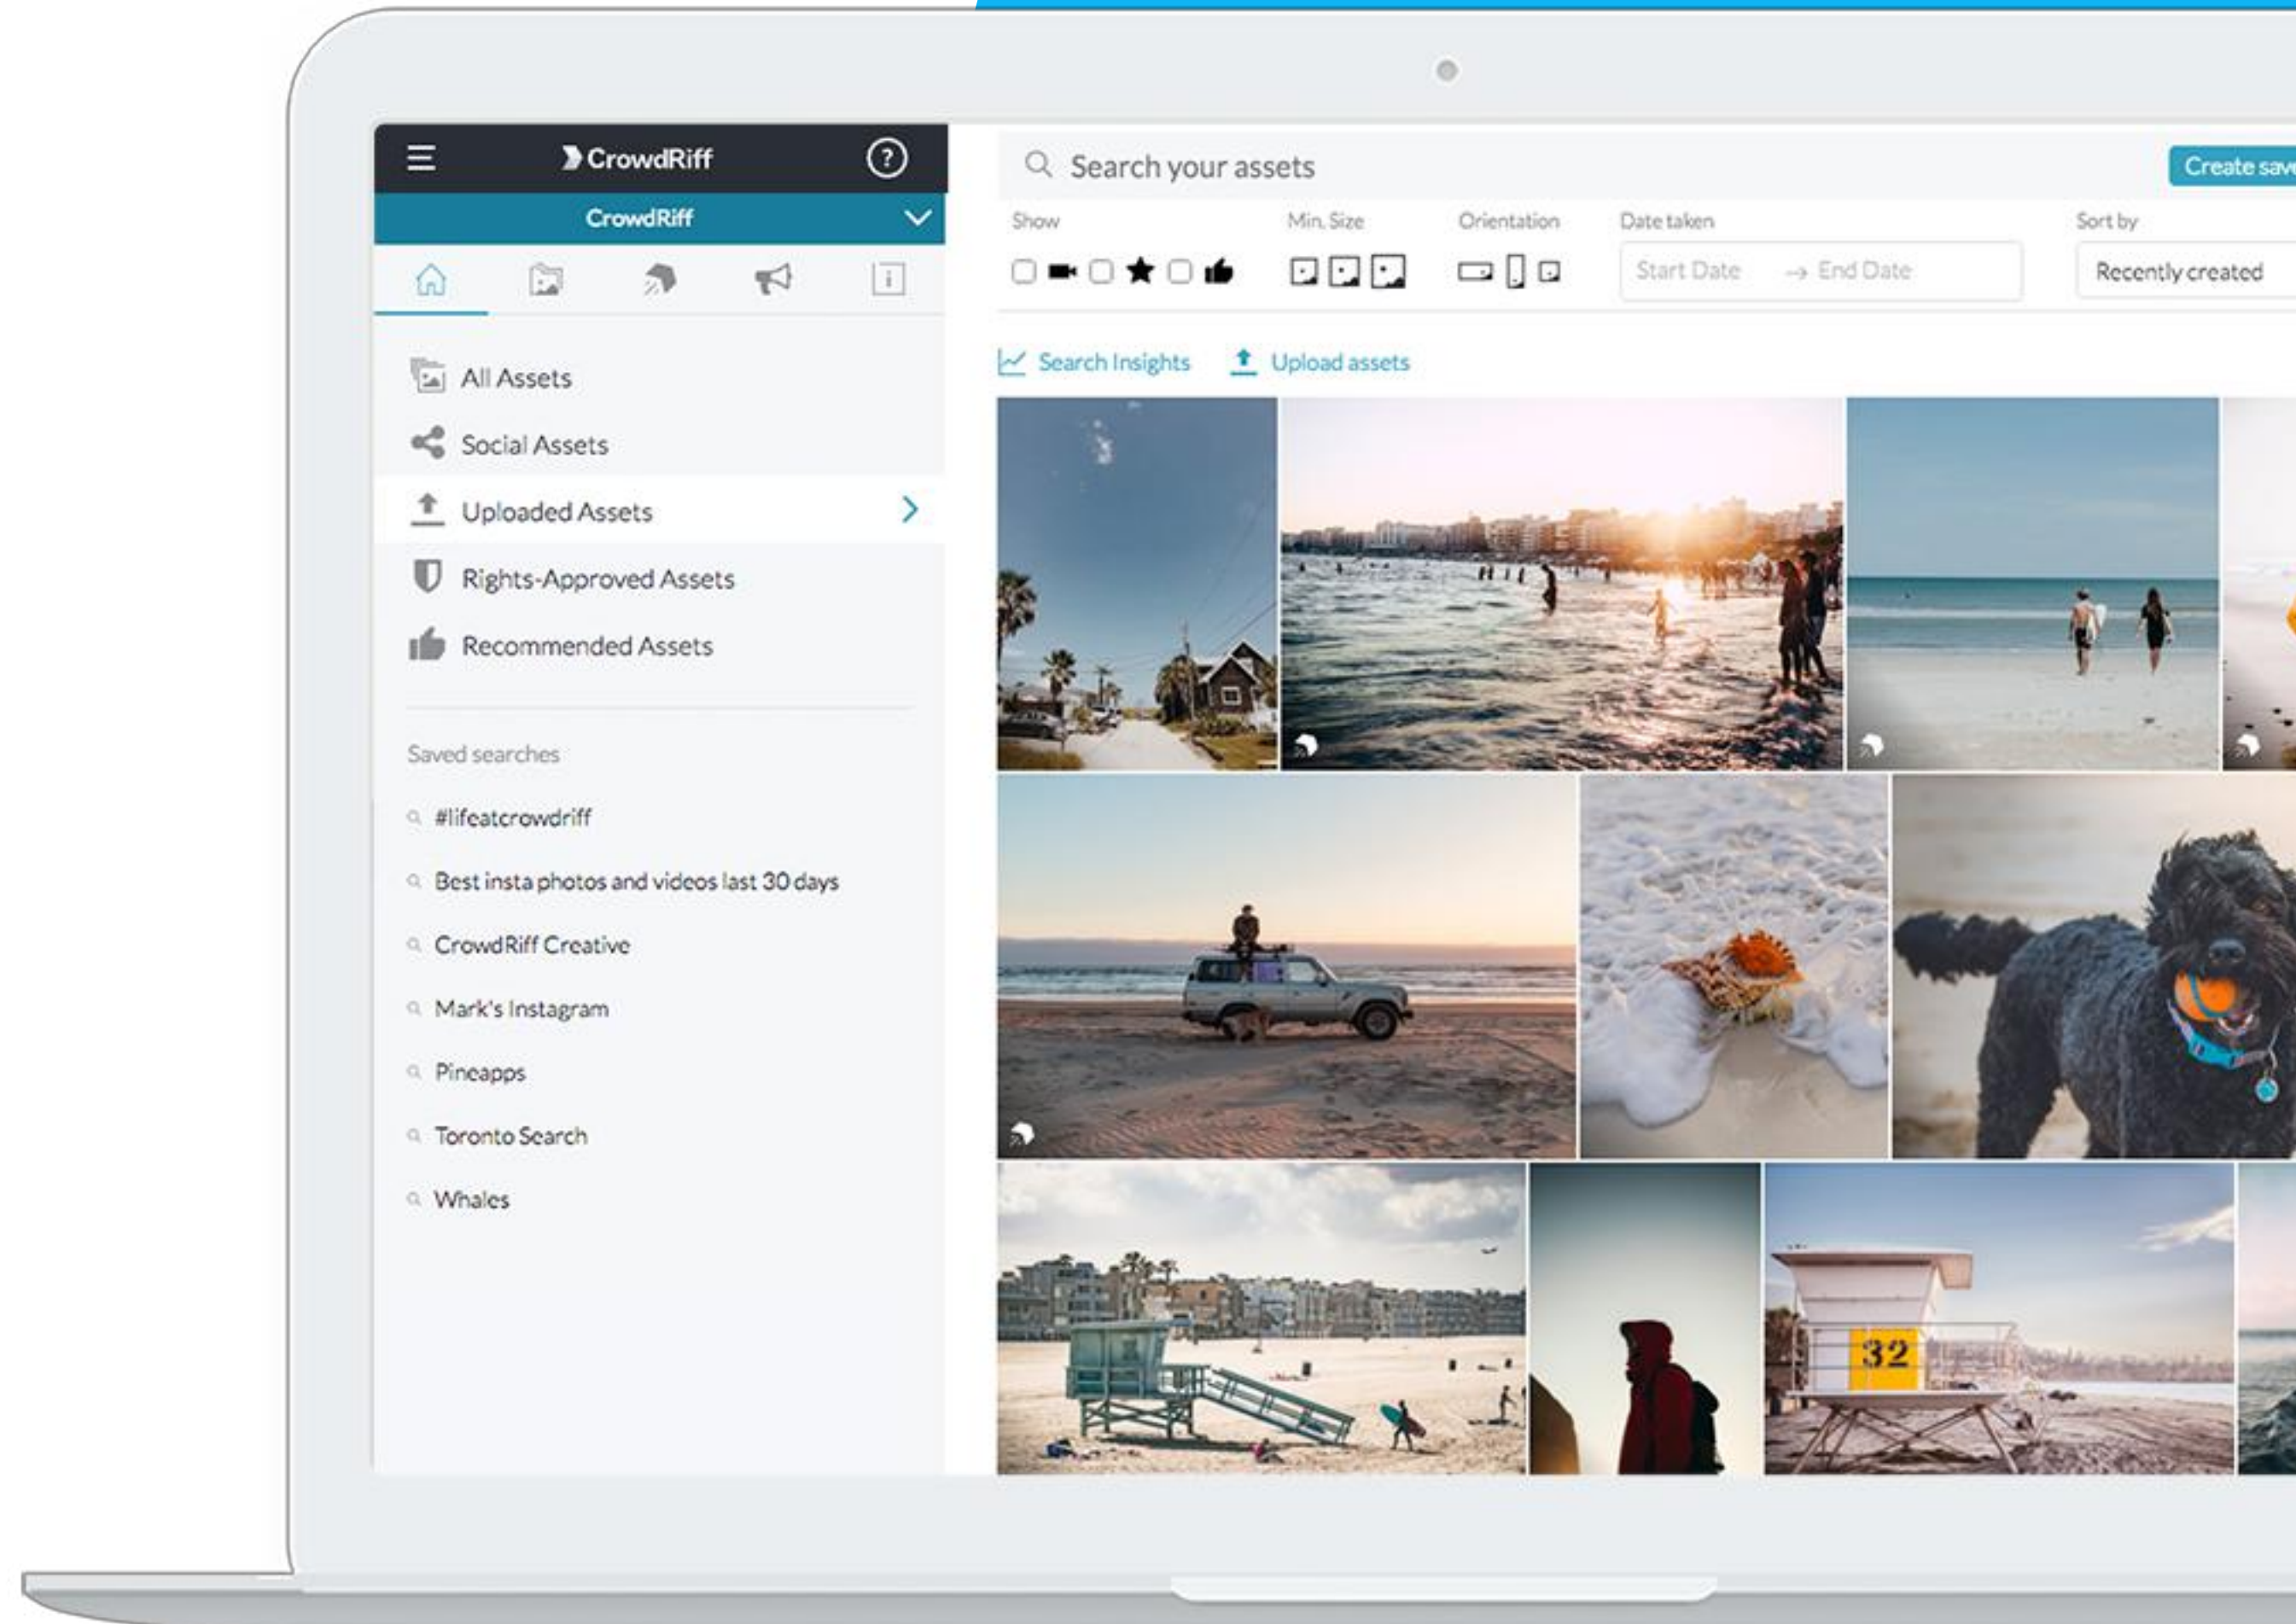 CrowdRiff
?
CrowdRiff
All Assets
Social Assets
Uploaded Assets
Rights-Approved Assets
Recommended Assets
Saved searches
#lifeatcrowdriff
Best insta photos and videos last 30 days
CrowdRiff Creative
Mark's Instagram
Pineapps
Toronto Search
Whales
Search your assets
Create save
Show
Min. Size
Orientation
Date taken
Sort by
Start Date → End Date
Recently created
Search Insights
Upload assets
32